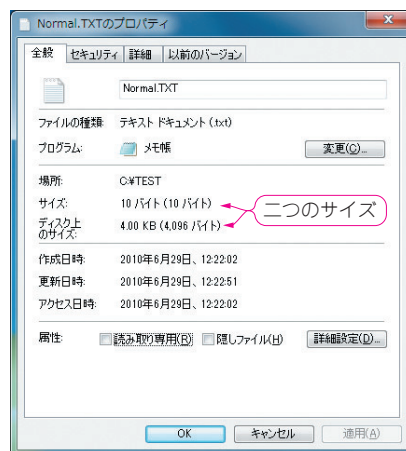 Normal.TXTのプロパティ
全般 セキュリティ 詳細 以前のバージョン
Normal.TXT
ファイルの種類: テキスト ドキュメント (.txt)
プログラム: メモ帳 変更(C)...
場所: C:¥TEST
サイズ: 10 バイト (10 バイト)
二つのサイズ
ディスク上
のサイズ: 4.00 KB (4,096 バイト)
作成日時: 2010年6月29日、12:22:02
更新日時: 2010年6月29日、12:22:51
アクセス日時: 2010年6月29日、12:22:02
属性: 読み取り専用(R) 隠しファイル(H) 詳細設定(D)...
OK キャンセル 適用(A)